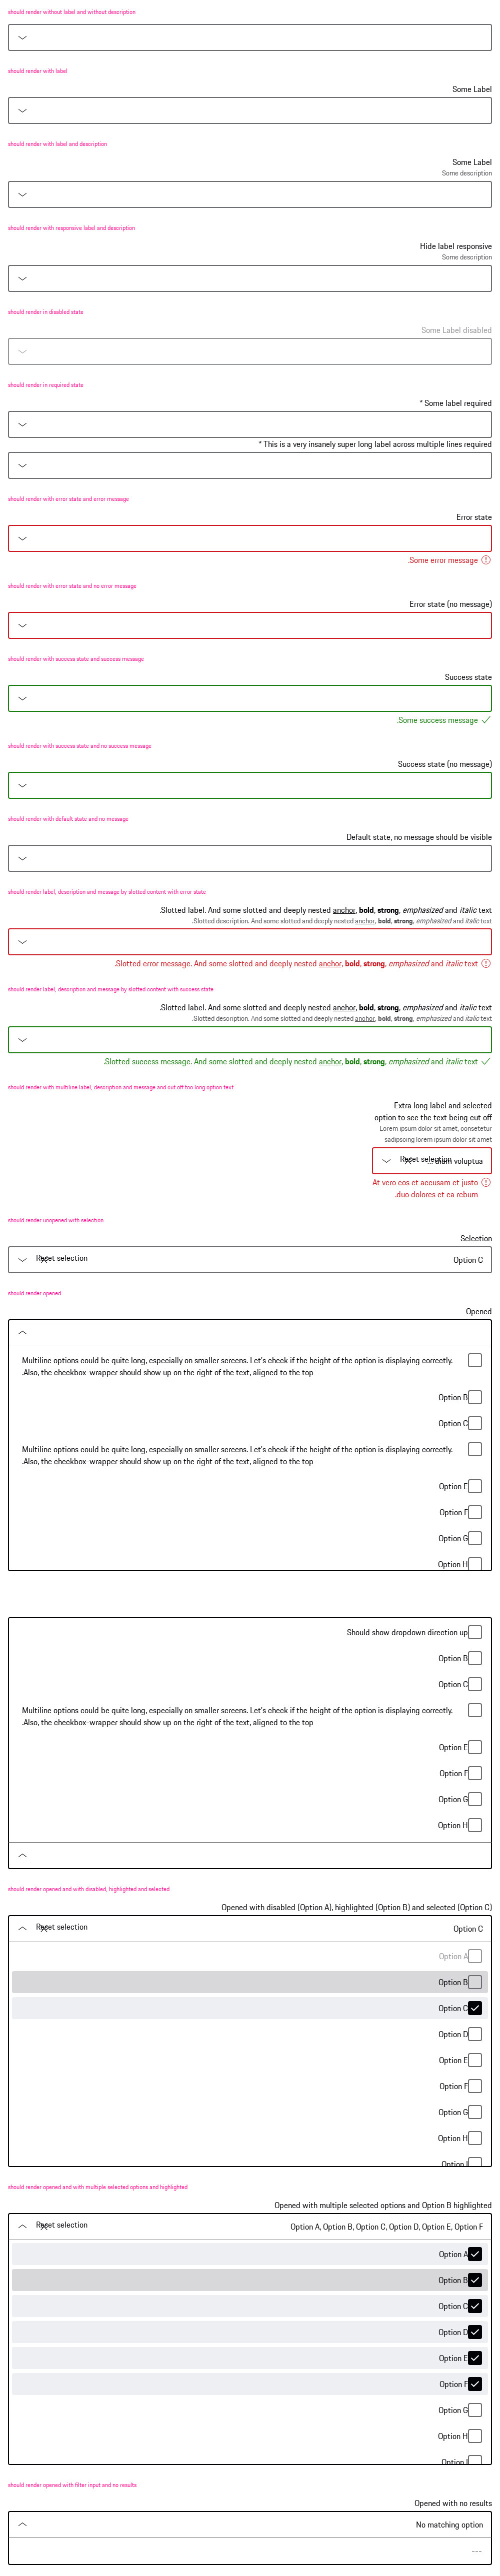 should render without label and without description
should render with label
Some Label
should render with label and description
Some Label
Some description
should render with responsive label and description
Hide label responsive
Some description
should render in disabled state
Some Label disabled
should render in required state
* Some label required
* This is a very insanely super long label across multiple lines required
should render with error state and error message
Error state
.Some error message
should render with error state and no error message
Error state (no message)
should render with success state and success message
Success state
.Some success message
should render with success state and no success message
Success state (no message)
should render with default state and no message
Default state, no message should be visible
should render label, description and message by slotted content with error state
.Slotted label. And some slotted and deeply nested anchor, bold, strong, emphasized and italic text
.Slotted description. And some slotted and deeply nested anchor, bold, strong, emphasized and italic text
.Slotted error message. And some slotted and deeply nested anchor, bold, strong, emphasized and italic text
should render label, description and message by slotted content with success state
.Slotted label. And some slotted and deeply nested anchor, bold, strong, emphasized and italic text
.Slotted description. And some slotted and deeply nested anchor, bold, strong, emphasized and italic text
.Slotted success message. And some slotted and deeply nested anchor, bold, strong, emphasized and italic text
should render with multiline label, description and message and cut off too long option text
Extra long label and selected
option to see the text being cut off
Lorem ipsum dolor sit amet, consetetur
sadipscing lorem ipsum dolor sit amet
Reset selection ... diam voluptua
At vero eos et accusam et justo
.duo dolores et ea rebum
should render unopened with selection
Selection
Reset selection Option C
should render opened
Opened
Multiline options could be quite long, especially on smaller screens. Let's check if the height of the option is displaying correctly.
.Also, the checkbox-wrapper should show up on the right of the text, aligned to the top
Option B
Option C
Multiline options could be quite long, especially on smaller screens. Let's check if the height of the option is displaying correctly.
.Also, the checkbox-wrapper should show up on the right of the text, aligned to the top
Option E
Option F
Option G
Option H
Should show dropdown direction up
Option B
Option C
Multiline options could be quite long, especially on smaller screens. Let's check if the height of the option is displaying correctly.
.Also, the checkbox-wrapper should show up on the right of the text, aligned to the top
Option E
Option F
Option G
Option H
should render opened and with disabled, highlighted and selected
Opened with disabled (Option A), highlighted (Option B) and selected (Option C)
Reset selection Option C
Option A
Option B
Option C
Option D
Option E
Option F
Option G
Option H
Option I
should render opened and with multiple selected options and highlighted
Opened with multiple selected options and Option B highlighted
Reset selection Option A, Option B, Option C, Option D, Option E, Option F
Option A
Option B
Option C
Option D
Option E
Option F
Option G
Option H
Option I
should render opened with filter input and no results
Opened with no results
No matching option
---